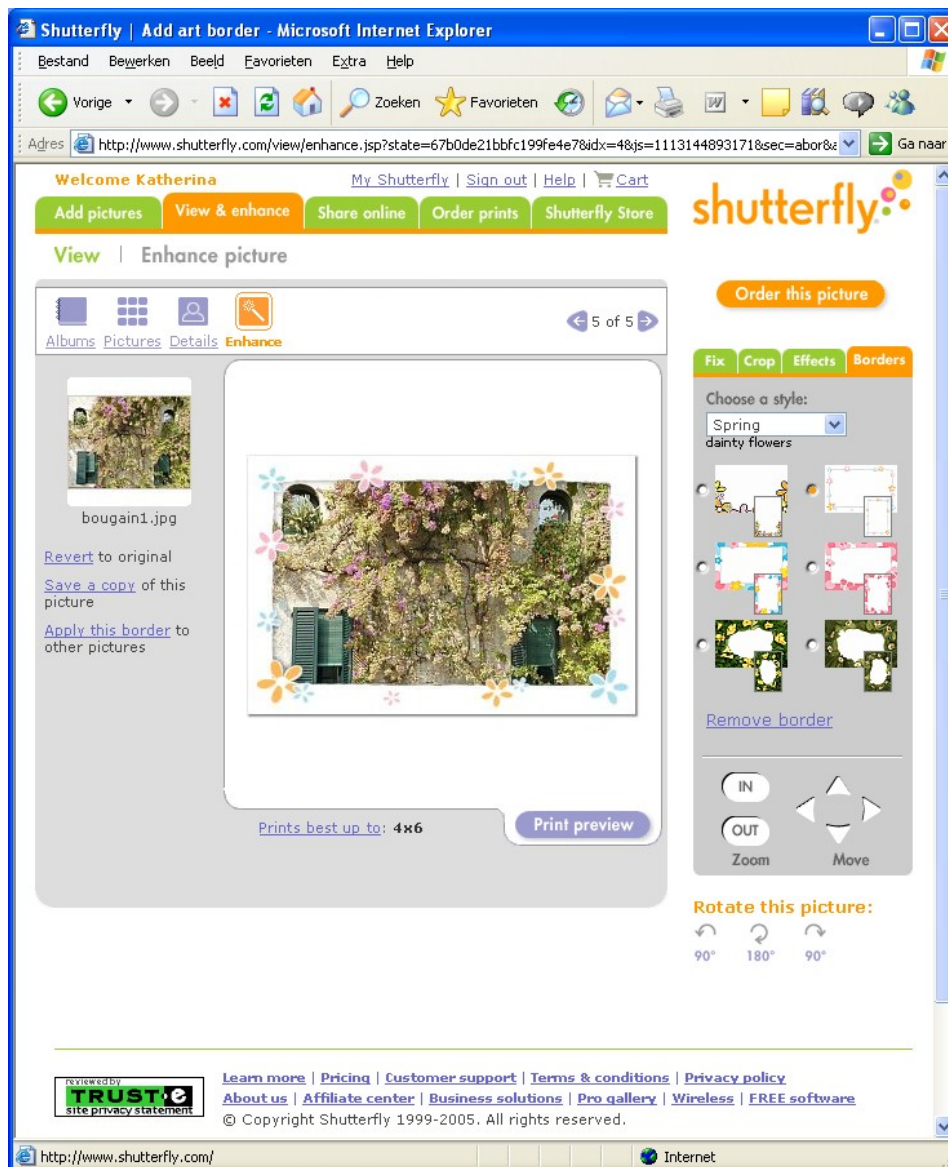 Shutterfly | Add art border - Microsoft Internet Explorer
Bestand Bewerken Beeld Favorieten Extra Help
Vorige Zoeken Favorieten
Adres http://www.shutterfly.com/view/enhance.jsp?state=67b0de21bbfc199fe4e7&idx=4&js=1113144893171&sec=abor& Ga naar
Welcome Katherina My Shutterfly | Sign out | Help | Cart
shutterfly
Add pictures View & enhance Share online Order prints Shutterfly Store
View | Enhance picture
Order this picture
Albums Pictures Details Enhance
5 of 5
Fix Crop Effects Borders
Choose a style:
Spring
dainty flowers
bougain1.jpg
Revert to original
Save a copy of this
picture
Apply this border to
other pictures
Remove border
IN
OUT
Zoom Move
Prints best up to: 4x6
Print preview
Rotate this picture:
90° 180° 90°
reviewed by
TRUST e
site privacy statement
Learn more | Pricing | Customer support | Terms & conditions | Privacy policy
About us | Affiliate center | Business solutions | Pro gallery | Wireless | FREE software
© Copyright Shutterfly 1999-2005. All rights reserved.
http://www.shutterfly.com/ Internet